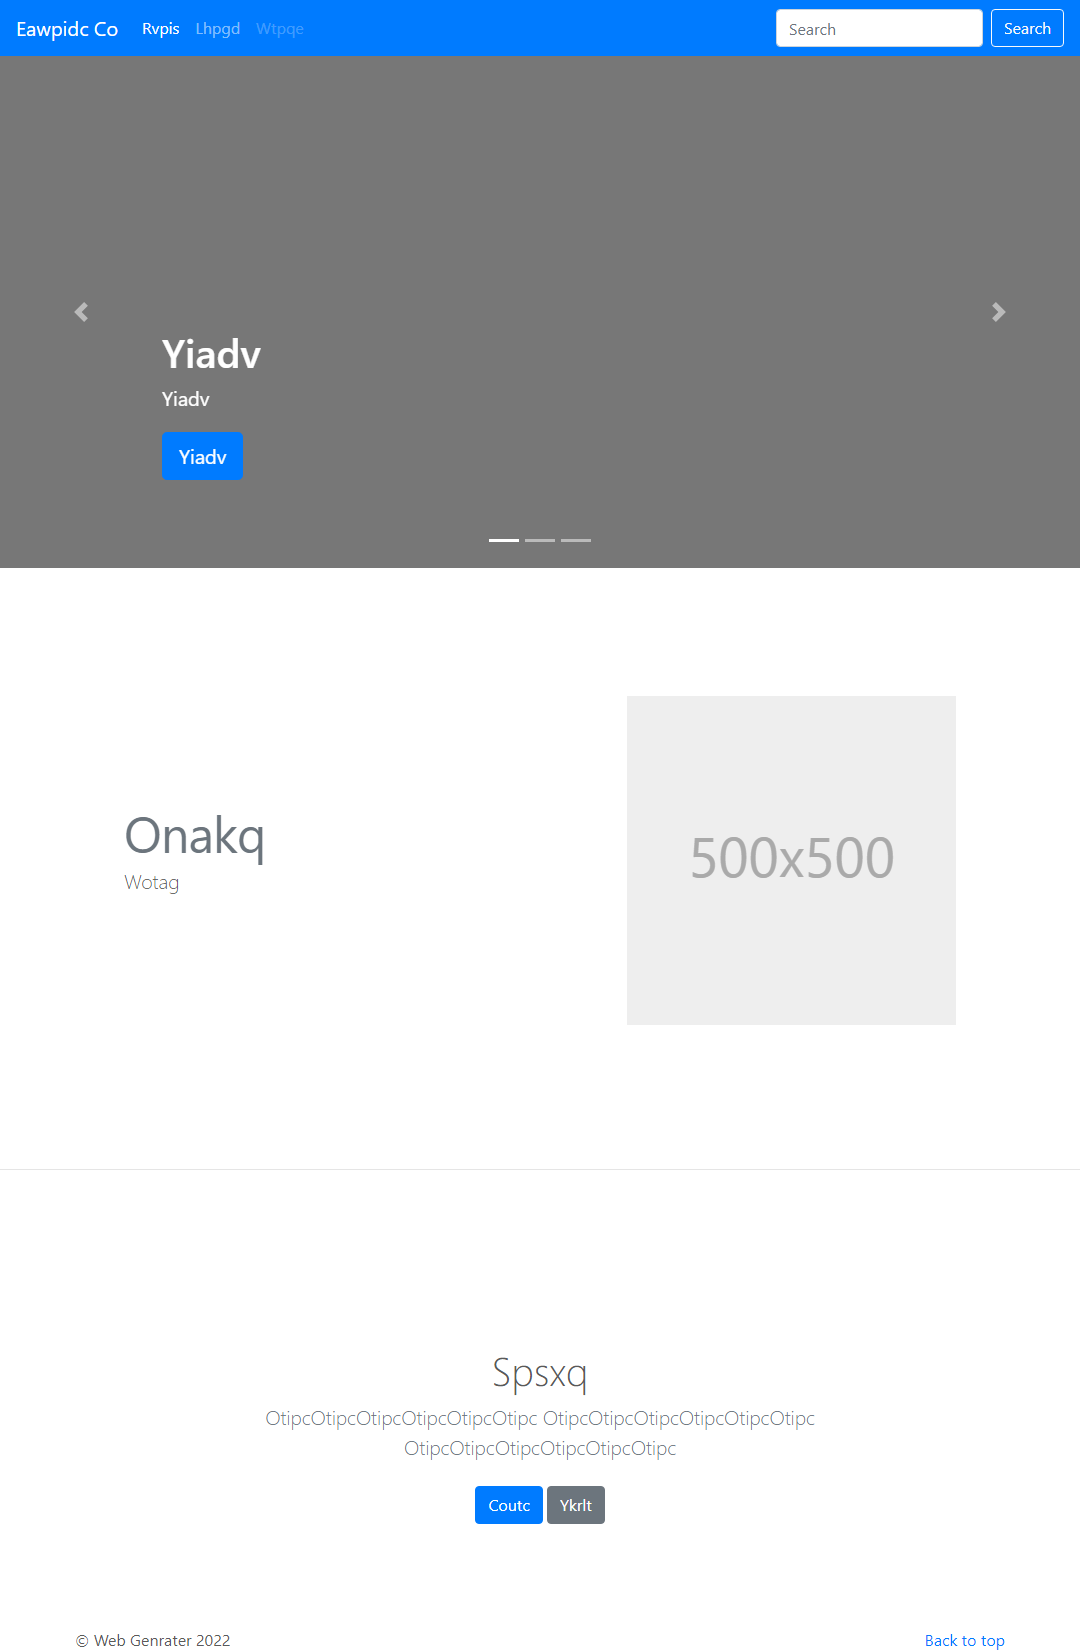 Eawpidc Co Rvpis Lhpgd Wtpqe Search Search
Yiadv
Yiadv
Yiadv
Onakq
Wotag
500x500
Spsxq
OtipcOtipcOtipcOtipcOtipcOtipc OtipcOtipcOtipcOtipcOtipcOtipc
OtipcOtipcOtipcOtipcOtipcOtipc
Coutc Ykrlt
© Web Genrater 2022 Back to top